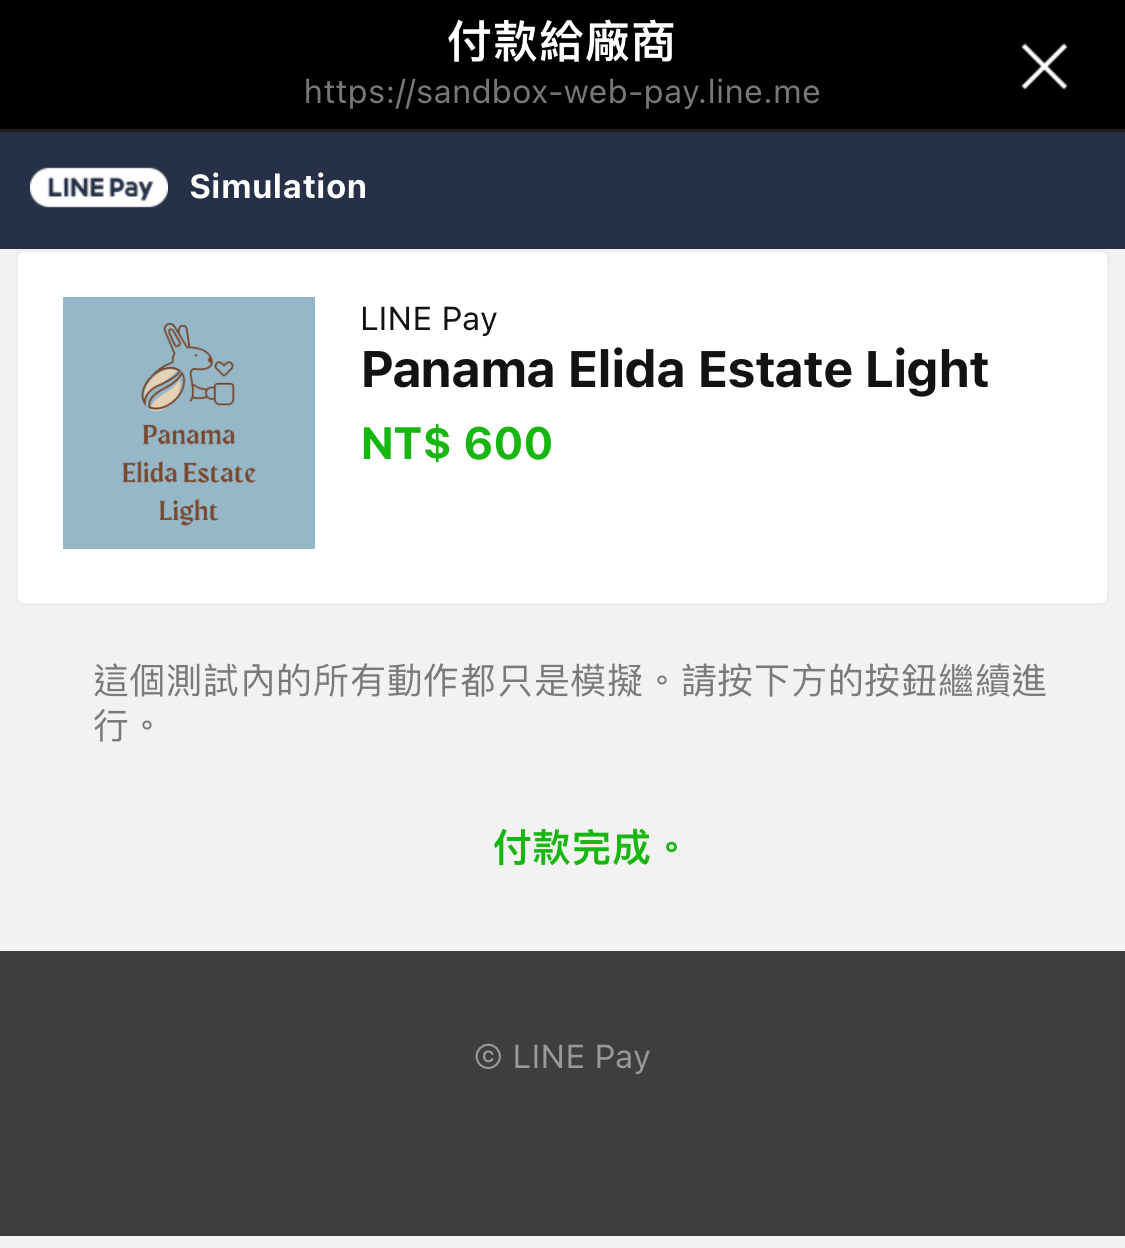 付款給廠商
https://sandbox-web-pay.line.me
LINE Pay Simulation
LINE Pay
Panama Elida Estate Light
NT$ 600
Panama
Elida Estate
Light
這個測試內的所有動作都只是模擬。請按下方的按鈕繼續進
行。
付款完成。
© LINE Pay